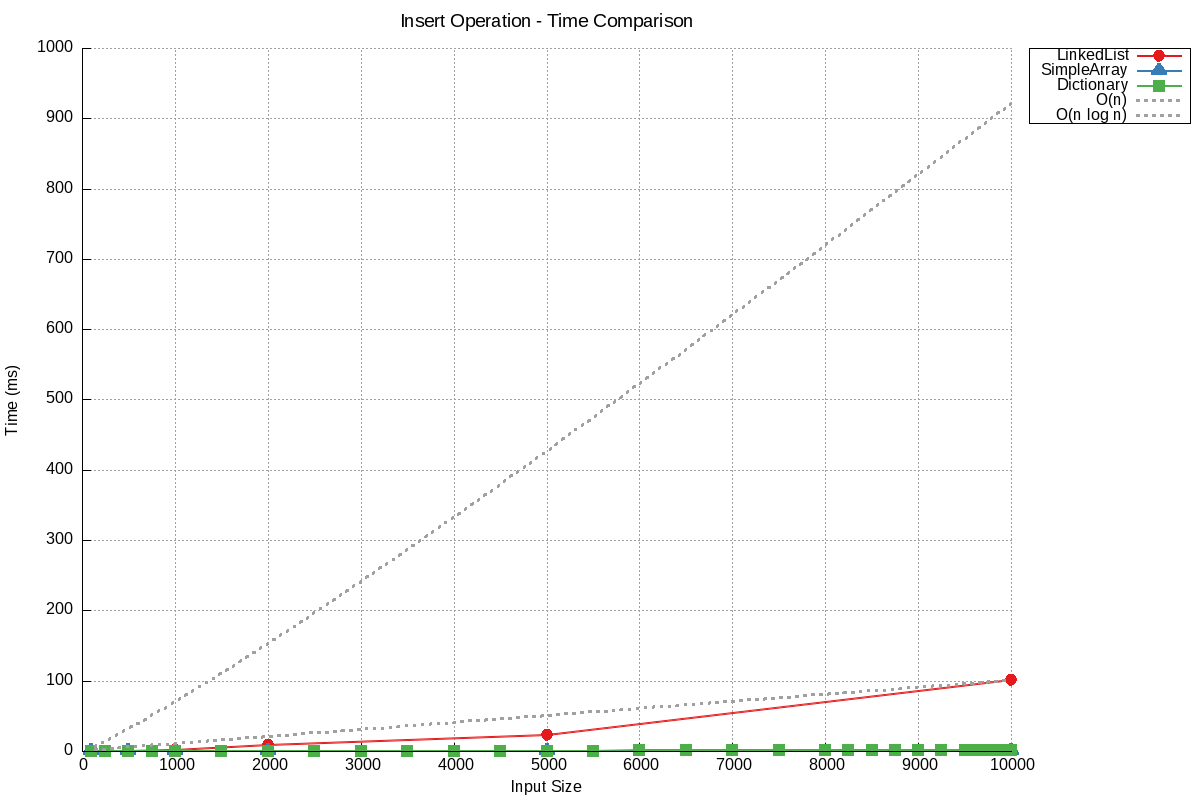 Insert Operation - Time Comparison
1000
900
800
700
600
500
400
300
200
100
0
Time (ms)
0 1000 2000 3000 4000 5000 6000 7000 8000 9000 10000
Input Size
LinkedList
SimpleArray
Dictionary
O(n)
O(n log n)